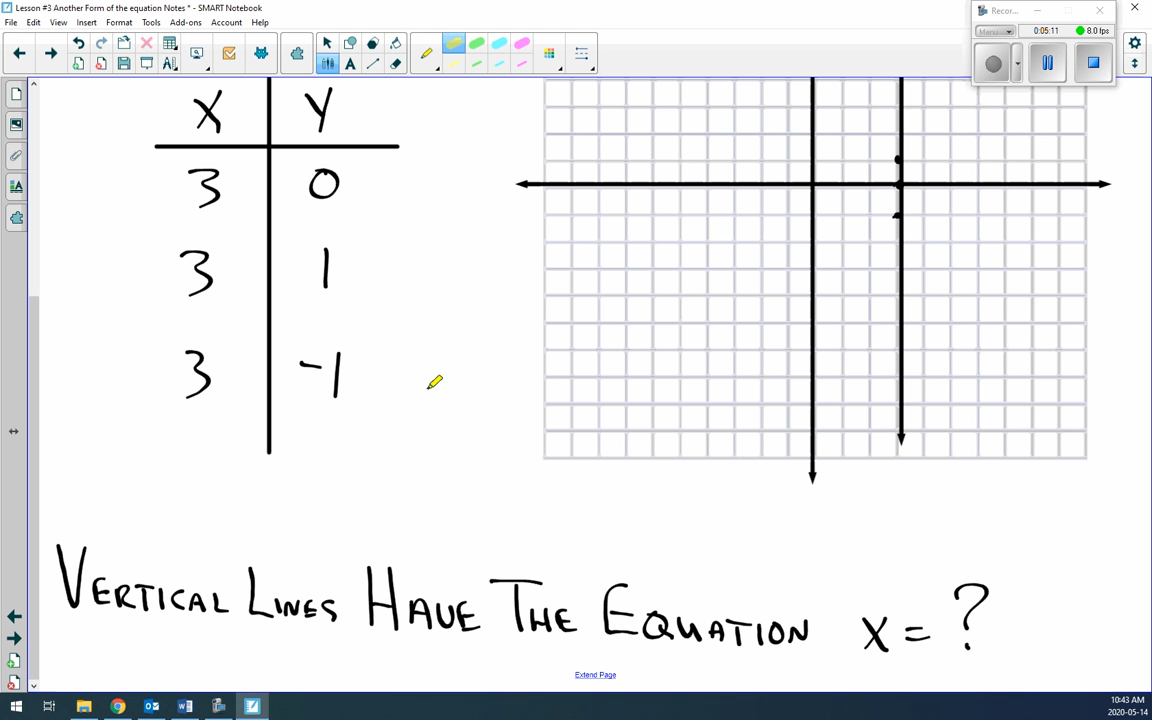 Lesson #3 Another Form of the equation Notes * - SMART Notebook
Recor...
File Edit View Insert Format Tools Add-ons Account Help
Menu
0:05:11
8.0 fps
X Y
3 0
3 1
3 -1
VERTICAL LINES HAVE THE EQUATION X = ?
Extend Page
10:43 AM
2020-05-14